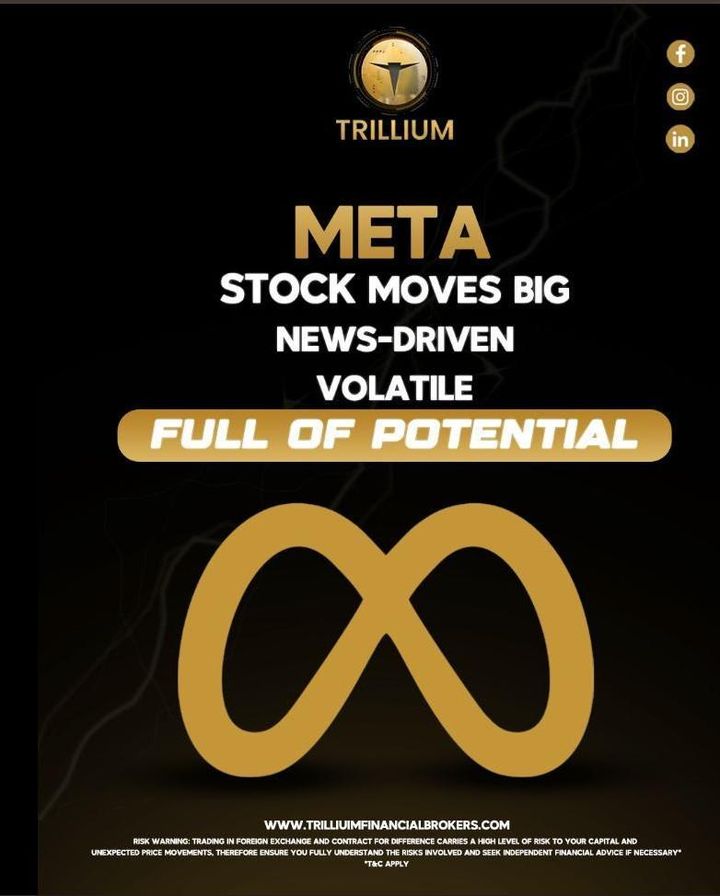 TRILLIUM
META
STOCK MOVES BIG
NEWS-DRIVEN
VOLATILE
FULL OF POTENTIAL
WWW.TRILLIUIMFINANCIALBROKERS.COM
RISK WARNING: TRADING IN FOREIGN EXCHANGE AND CONTRACT FOR DIFFERENCE CARRIES A HIGH LEVEL OF RISK TO YOUR CAPITAL AND
UNEXPECTED PRICE MOVEMENTS, THEREFORE ENSURE YOU FULLY UNDERSTAND THE RISKS INVOLVED AND SEEK INDEPENDENT FINANCIAL ADVICE IF NECESSARY*
*T&C APPLY